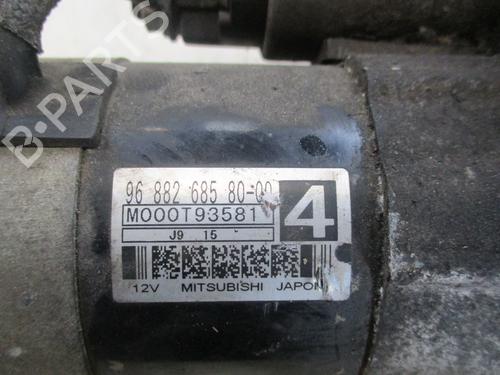 B-PARTS
96 882 685 80-00
M000T93581
4
J9 15
12V MITSUBISHI JAPON